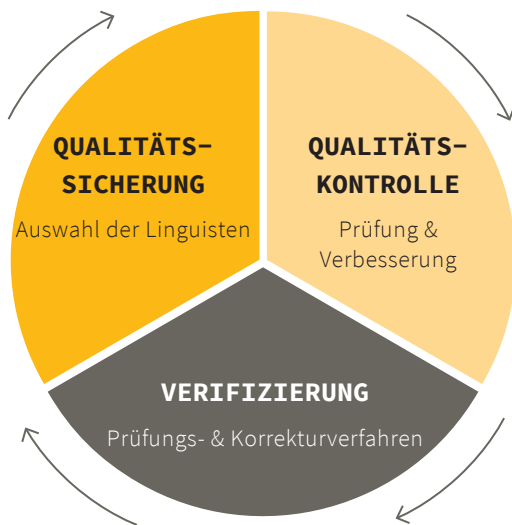 QUALITÄTS-
SICHERUNG
Auswahl der Linguisten
QUALITÄTS-
KONTROLLE
Prüfung &
Verbesserung
VERIFIZIERUNG
Prüfungs- & Korrekturverfahren